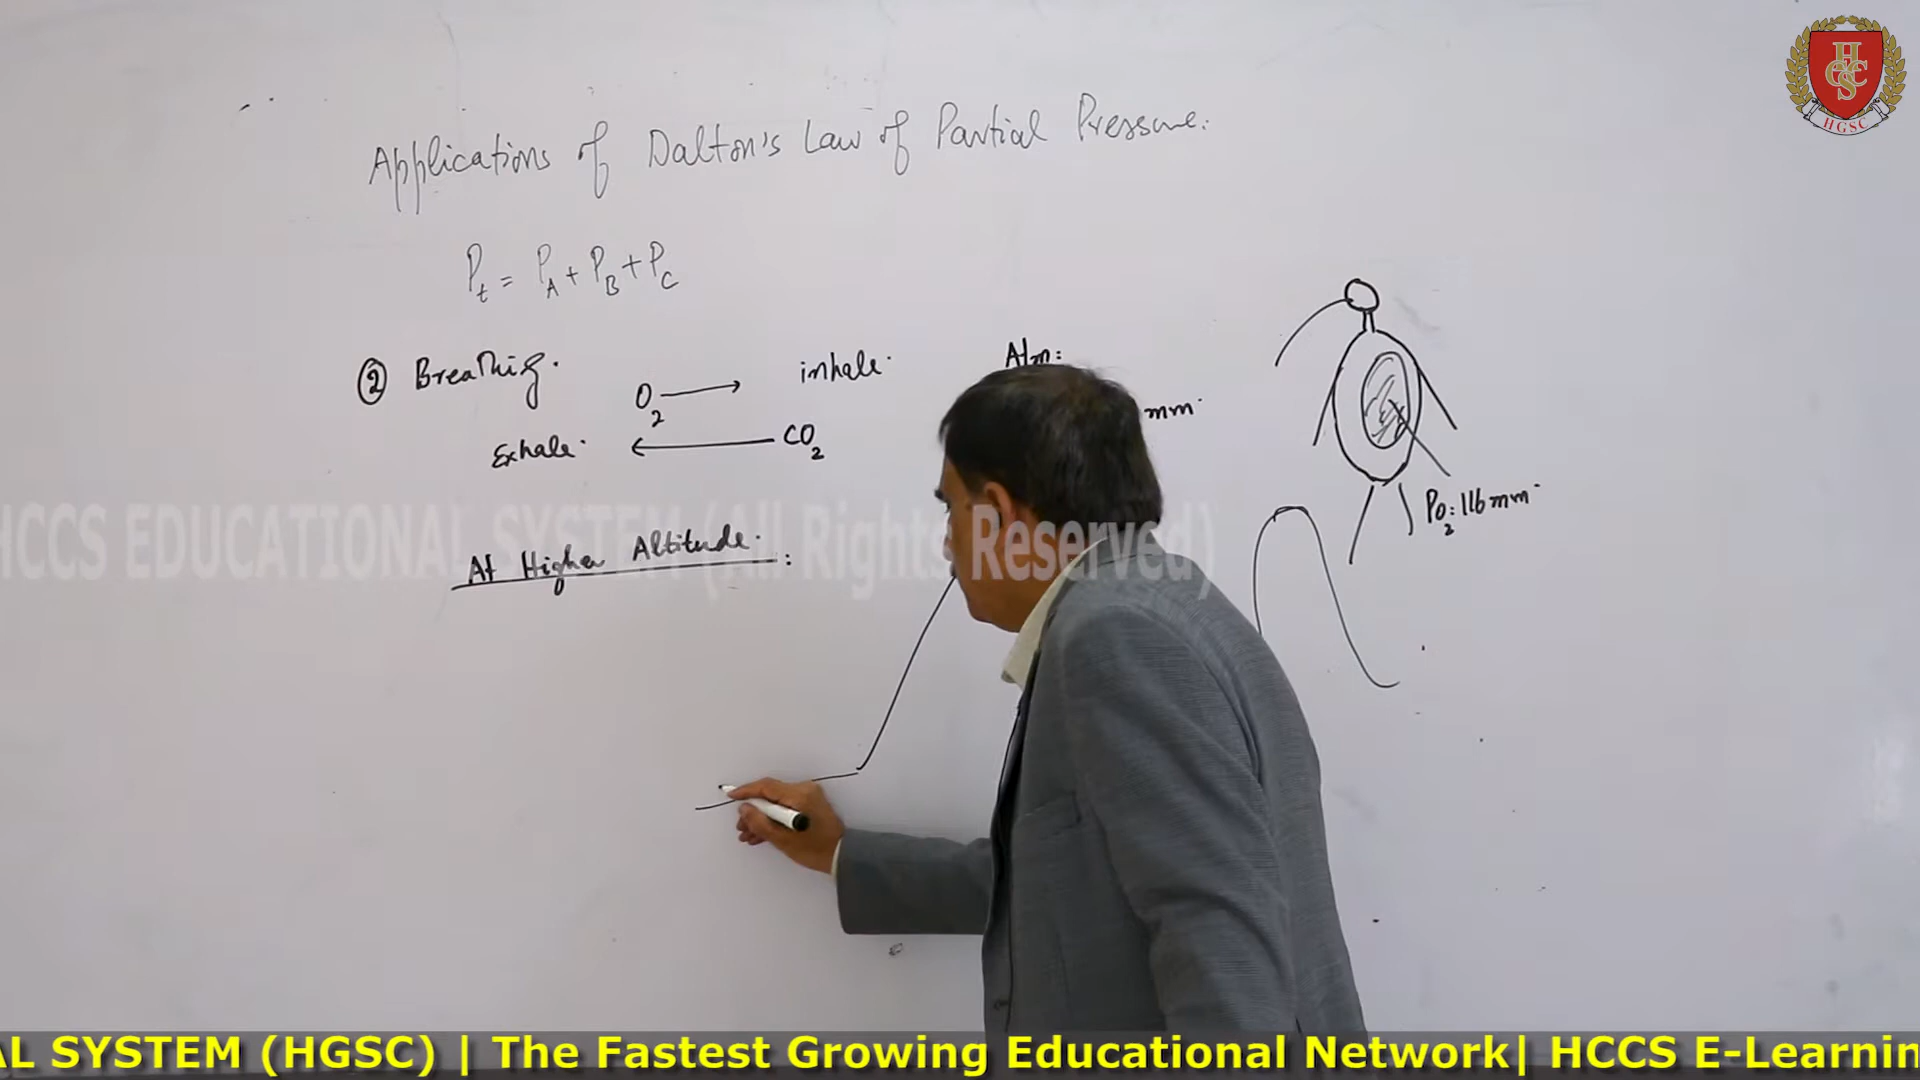 Applications of Dalton's Law of Partial Pressure.
Pt = PA + PB + PC
② Breathing.
O2 → inhale.
Exhale. ← CO2
Atm:
mm.
PO2: 116 mm.
At Higher Altitude. :
HCCS EDUCATIONAL SYSTEM (All Rights Reserved)
HGSC
HGSC
AL SYSTEM (HGSC) | The Fastest Growing Educational Network| HCCS E-Learnin